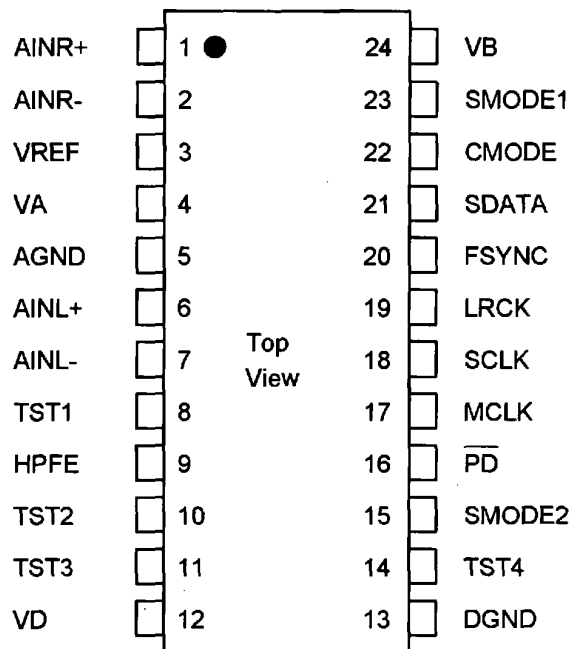 AINR+ 1 24 VB
AINR- 2 23 SMODE1
VREF 3 22 CMODE
VA 4 21 SDATA
AGND 5 20 FSYNC
AINL+ 6 19 LRCK
AINL- 7 18 SCLK
TST1 8 17 MCLK
HPFE 9 16 P̅D̅
TST2 10 15 SMODE2
TST3 11 14 TST4
VD 12 13 DGND
Top
View